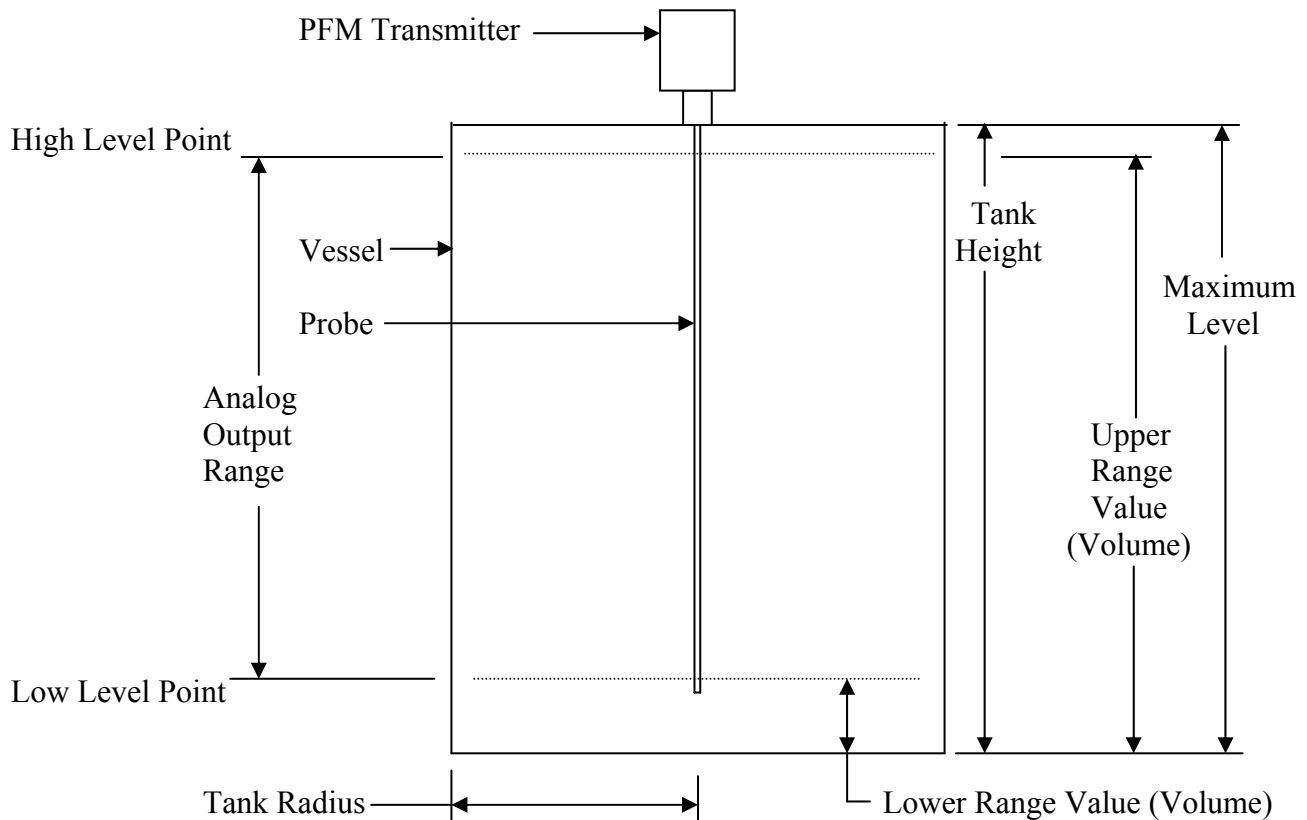 PFM Transmitter
High Level Point
Vessel
Tank
Height
Maximum
Level
Probe
Analog
Output
Range
Upper
Range
Value
(Volume)
Low Level Point
Tank Radius
Lower Range Value (Volume)